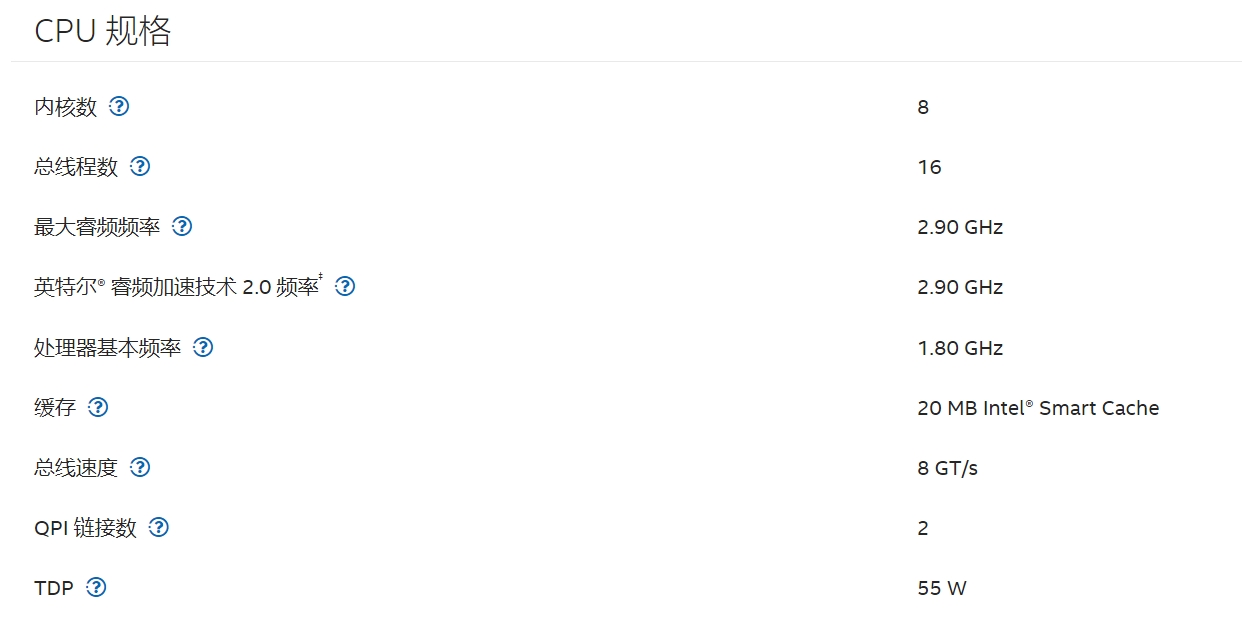 CPU 规格
内核数 8
总线程数 16
最大睿频频率 2.90 GHz
英特尔® 睿频加速技术 2.0 频率‡ 2.90 GHz
处理器基本频率 1.80 GHz
缓存 20 MB Intel® Smart Cache
总线速度 8 GT/s
QPI 链接数 2
TDP 55 W